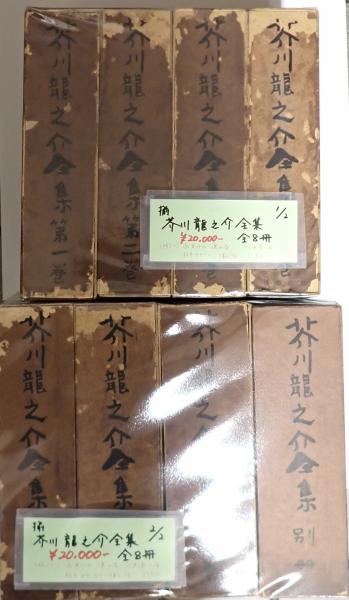 芥川龍之介全集第一巻
芥川龍之介全集第二巻
芥川龍之介全集
芥川龍之介全集
巻
揃
1/2
芥川龍之介全集
¥20,000- 全8冊
芥川龍之介全集
芥川龍之介全集
芥川龍之介全集
芥川龍之介全集 別冊
揃
2/2
芥川龍之介全集
¥20,000- 全8冊